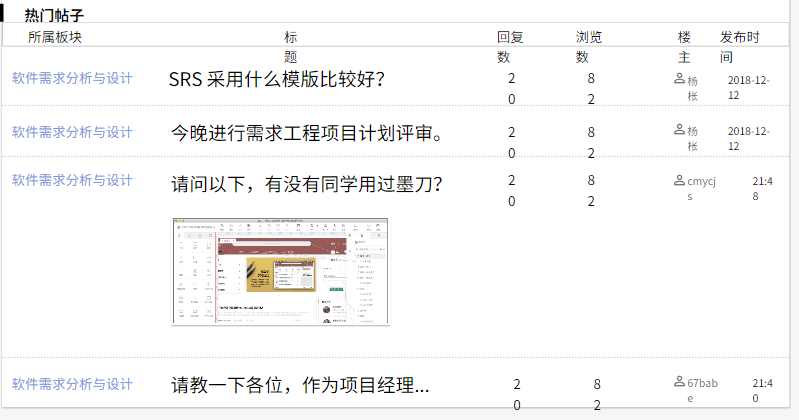 热门帖子
所属板块 标题 回复数 浏览数 楼主 发布时间
软件需求分析与设计 SRS 采用什么模版比较好？ 20 82 杨枨 2018-12-12
软件需求分析与设计 今晚进行需求工程项目计划评审。 20 82 杨枨 2018-12-12
软件需求分析与设计 请问以下，有没有同学用过墨刀？ 20 82 cmycjs 21:48
软件需求分析与设计 请教一下各位，作为项目经理... 20 82 67babe 21:40